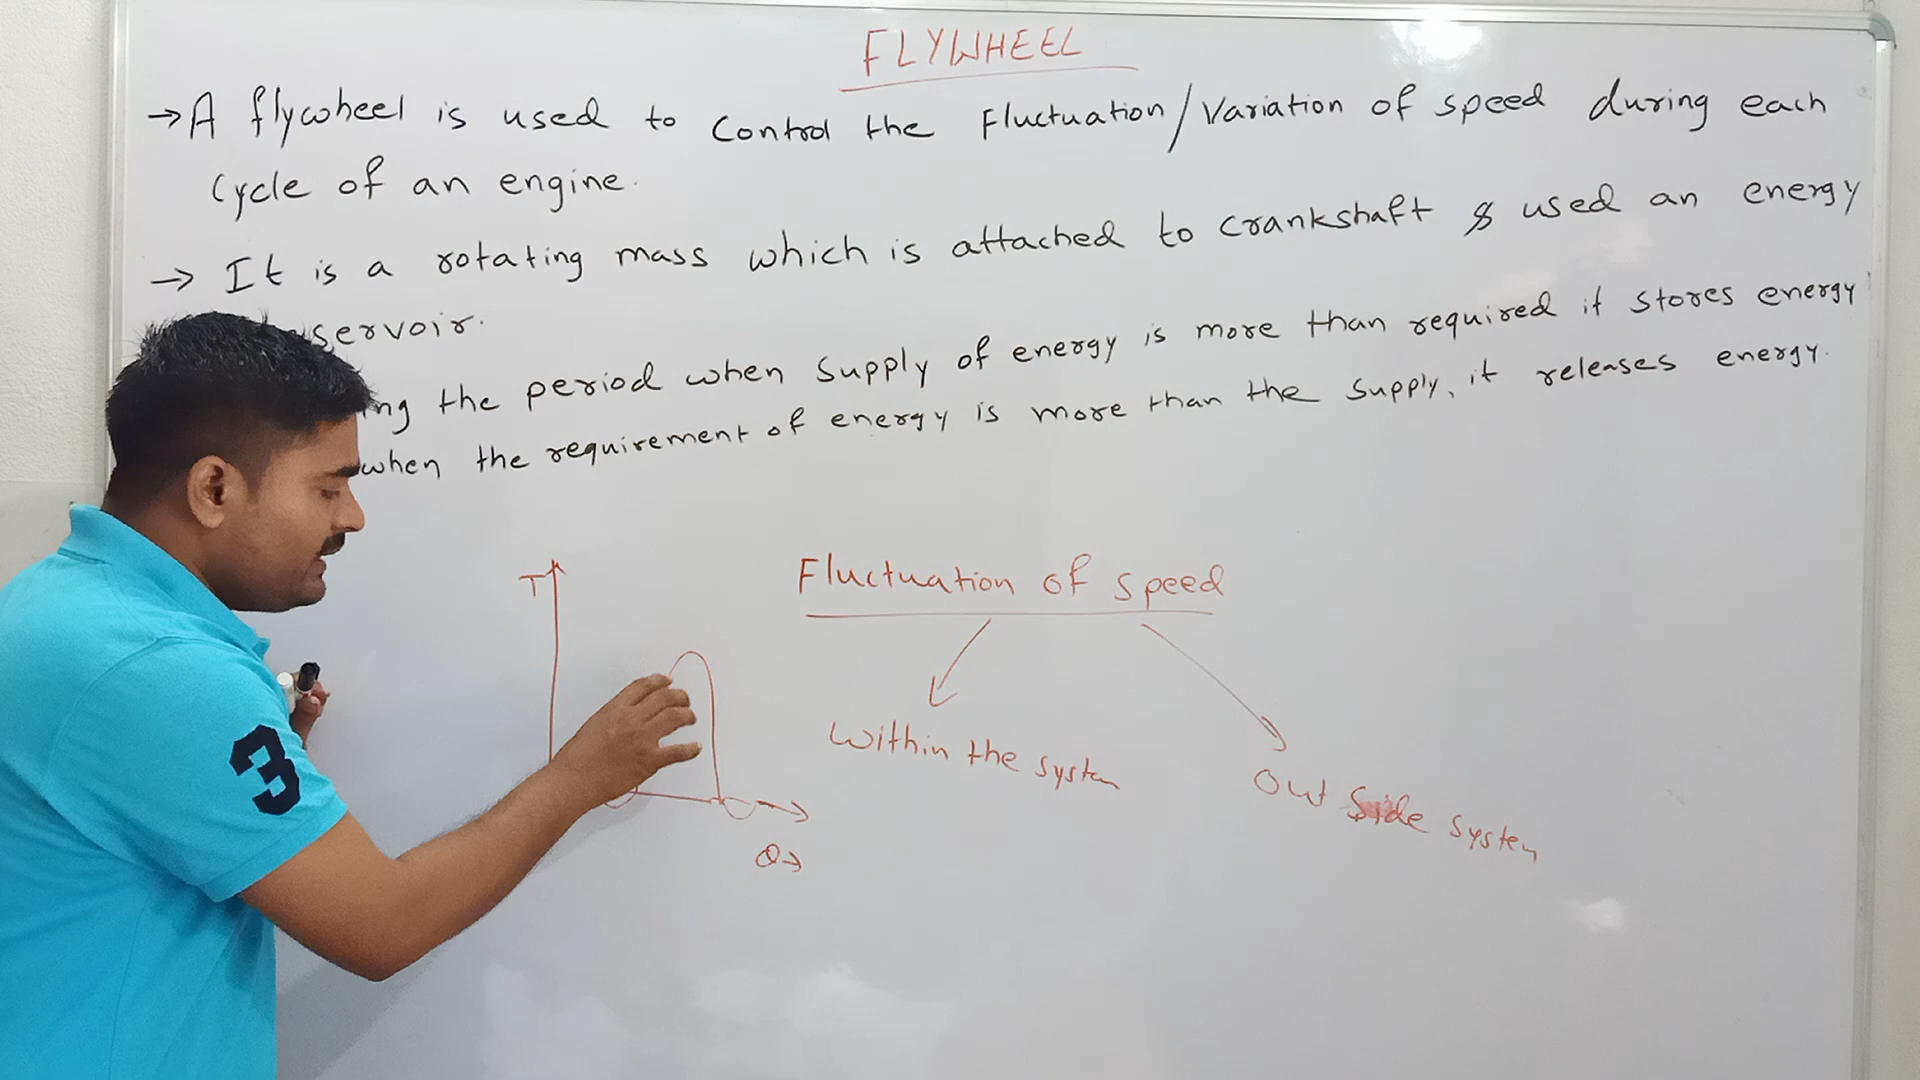 FLYWHEEL
→ A flywheel is used to control the Fluctuation/Variation of speed during each
cycle of an engine.
→ It is a rotating mass which is attached to crankshaft & used an energy
servoir.
ng the period when supply of energy is more than required it stores energy
when the requirement of energy is more than the supply, it releases energy.
T
Fluctuation of speed
Within the system
Out Side System
θ→
3